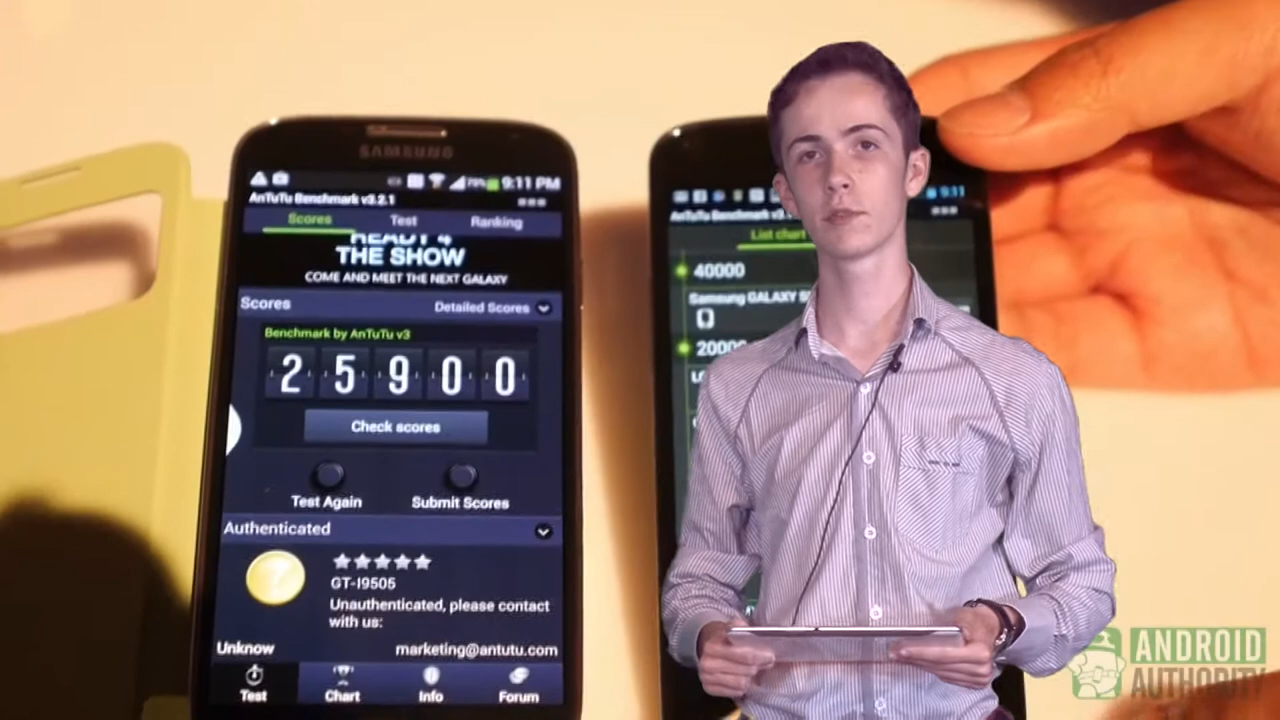 SAMSUNG
79% 9:11 PM
AnTuTu Benchmark v3.2.1
Scores Test Ranking
READY 4
THE SHOW
COME AND MEET THE NEXT GALAXY
Scores Detailed Scores
Benchmark by AnTuTu v3
25900
Check scores
Test Again Submit Scores
Authenticated
GT-I9505
Unauthenticated, please contact
with us:
Unknow marketing@antutu.com
Test Chart Info Forum
9:11
AnTuTu Benchmark
List chart
40000
Samsung GALAXY
20000
ANDROID
AUTHORITY